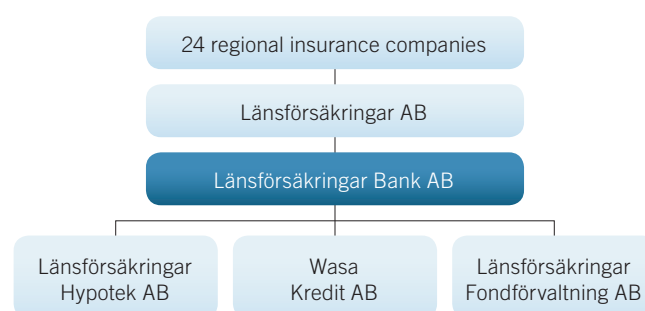 24 regional insurance companies
Länsförsäkringar AB
Länsförsäkringar Bank AB
Länsförsäkringar
Hypotek AB
Wasa
Kredit AB
Länsförsäkringar
Fondförvaltning AB